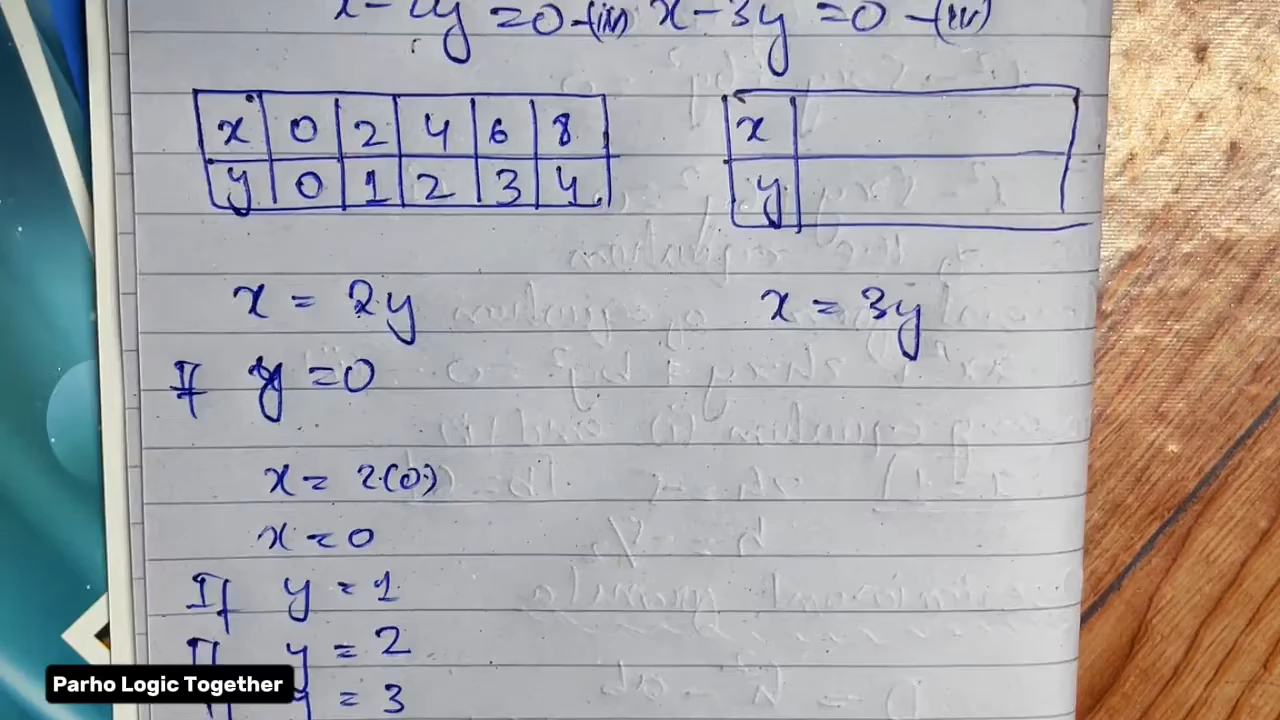 x - 2y = 0 -(iii) x - 3y = 0 -(iv)
x 0 2 4 6 8 x
y 0 1 2 3 4 y
x = 2y x = 3y
If y = 0
x = 2(0)
x = 0
If y = 1
If y = 2
y = 3
Parho Logic Together